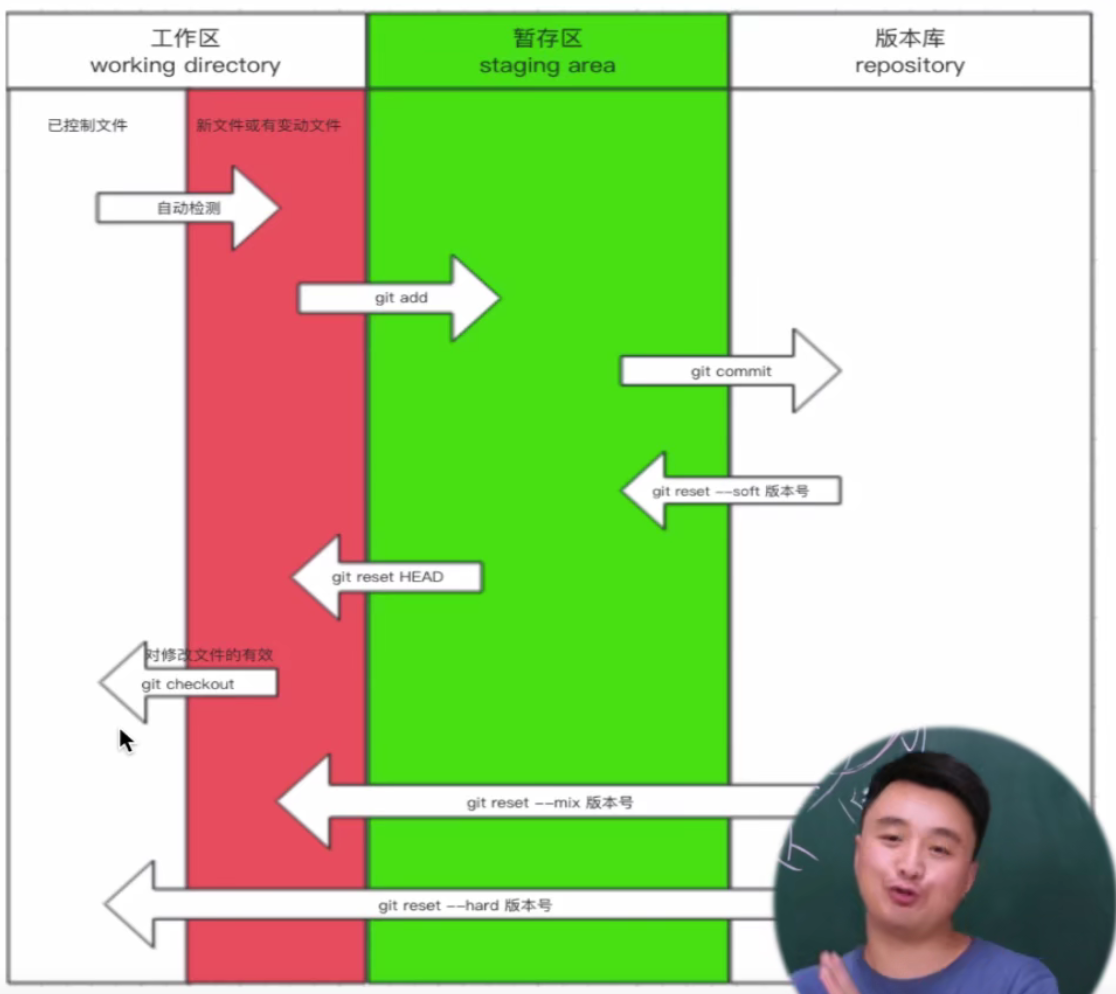 工作区
working directory
暂存区
staging area
版本库
repository
已控制文件
新文件或有变动文件
自动检测
git add
git commit
git reset --soft 版本号
git reset HEAD
对修改文件的有效
git checkout
git reset --mix 版本号
git reset --hard 版本号